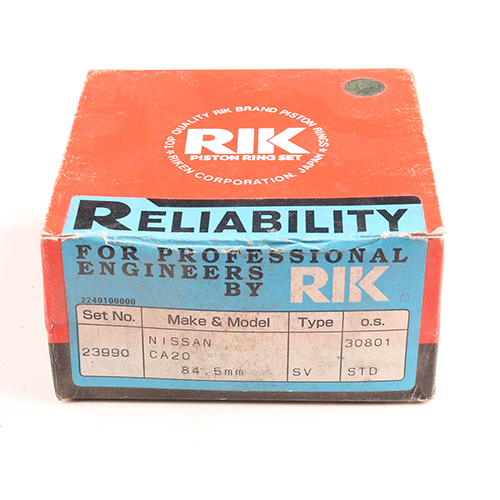 ★TOP QUALITY RIK BRAND PISTON RINGS★
RIK
PISTON RING SET
RIKEN CORPORATION, JAPAN
RELIABILITY
FOR PROFESSIONAL
ENGINEERS
BY RIK
2240100000
Set No. Make & Model Type o.s.
NISSAN 30801
23990 CA20
84.5mm SV STD